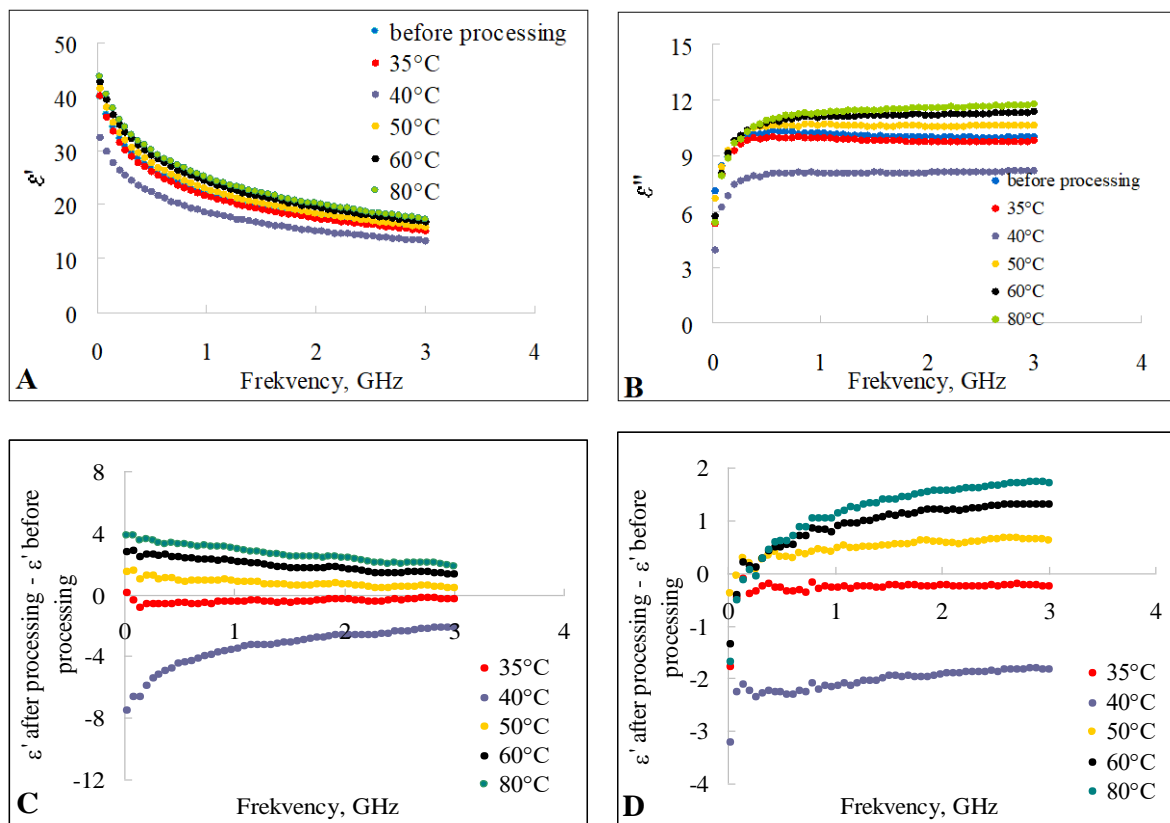 50
40
30
20
10
0
0
1
2
3
4
ε'
Frekvency, GHz
before processing
35°C
40°C
50°C
60°C
80°C
A
15
12
9
6
3
0
0
1
2
3
4
ε"
Frekvency, GHz
before processing
35°C
40°C
50°C
60°C
80°C
B
8
4
0
-4
-8
-12
0
1
2
3
4
ε' after processing - ε' before
processing
Frekvency, GHz
35°C
40°C
50°C
60°C
80°C
C
2
1
0
-1
-2
-3
-4
0
1
2
3
4
ε' after processing - ε' before
processing
Frekvency, GHz
35°C
40°C
50°C
60°C
80°C
D